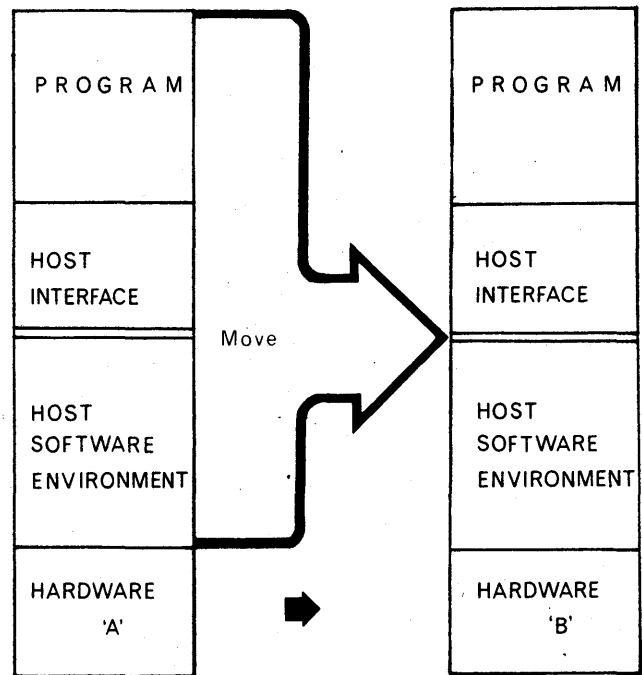 PROGRAM
HOST
INTERFACE
HOST
SOFTWARE
ENVIRONMENT
HARDWARE
'A'
Move
PROGRAM
HOST
INTERFACE
HOST
SOFTWARE
ENVIRONMENT
HARDWARE
'B'